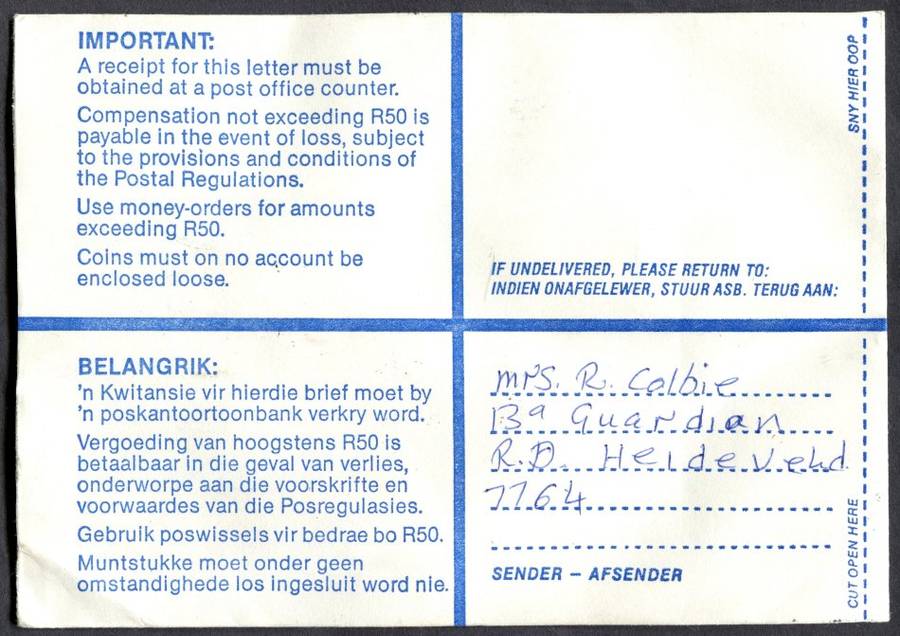 IMPORTANT:
A receipt for this letter must be
obtained at a post office counter.
Compensation not exceeding R50 is
payable in the event of loss, subject
to the provisions and conditions of
the Postal Regulations.
Use money-orders for amounts
exceeding R50.
Coins must on no account be
enclosed loose.
IF UNDELIVERED, PLEASE RETURN TO:
INDIEN ONAFGELEWER, STUUR ASB. TERUG AAN:
SNY HIER OOP
BELANGRIK:
'n Kwitansie vir hierdie brief moet by
'n poskantoortoonbank verkry word.
Vergoeding van hoogstens R50 is
betaalbaar in die geval van verlies,
onderworpe aan die voorskrifte en
voorwaardes van die Posregulasies.
Gebruik poswissels vir bedrae bo R50.
Muntstukke moet onder geen
omstandighede los ingesluit word nie.
mrs. R. Colbie
13a Guardian
R.D. Heideveld
7764
SENDER – AFSENDER
CUT OPEN HERE